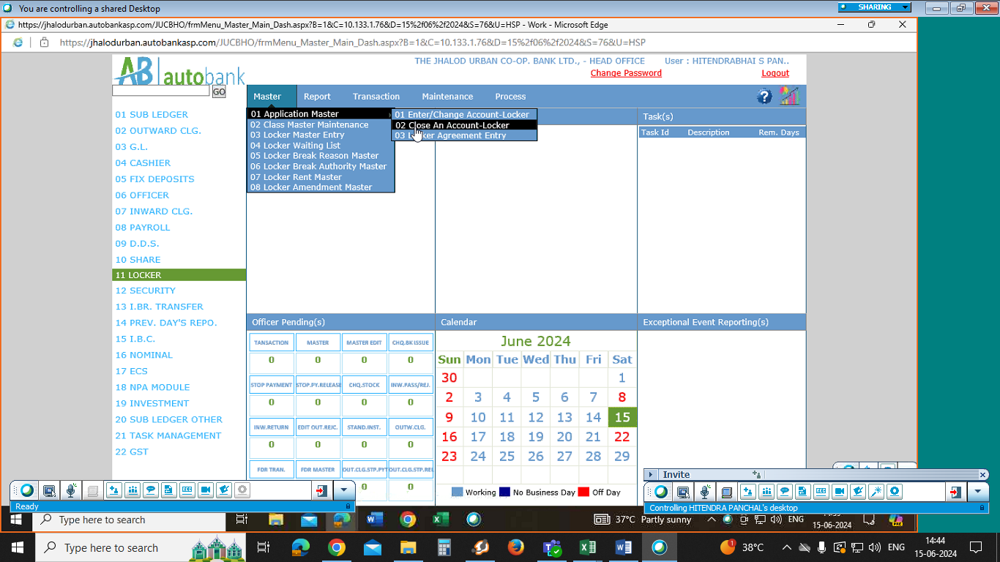 You are controlling a shared Desktop
SHARING
https://jhalodurban.autobankasp.com/JUCBHO/frmMenu_Master_Main_Dash.aspx?B=1&C=10.133.1.76&D=15%2f06%2f2024&S=76&U=HSP - Work - Microsoft Edge
https://jhalodurban.autobankasp.com/JUCBHO/frmMenu_Master_Main_Dash.aspx?B=1&C=10.133.1.76&D=15%2f06%2f2024&S=76&U=HSP
AB autobank
THE JHALOD URBAN CO-OP. BANK LTD., - HEAD OFFICE User : HITENDRABHAI S PAN..
Change Password Logout
GO
Master Report Transaction Maintenance Process
01 SUB LEDGER
02 OUTWARD CLG.
03 G.L.
04 CASHIER
05 FIX DEPOSITS
06 OFFICER
07 INWARD CLG.
08 PAYROLL
09 D.D.S.
10 SHARE
11 LOCKER
12 SECURITY
13 I.BR. TRANSFER
14 PREV. DAY'S REPO.
15 I.B.C.
16 NOMINAL
17 ECS
18 NPA MODULE
19 INVESTMENT
20 SUB LEDGER OTHER
21 TASK MANAGEMENT
22 GST
01 Application Master
02 Class Master Maintenance
03 Locker Master Entry
04 Locker Waiting List
05 Locker Break Reason Master
06 Locker Break Authority Master
07 Locker Rent Master
08 Locker Amendment Master
01 Enter/Change Account-Locker
02 Close An Account-Locker
03 Locker Agreement Entry
Task(s)
Task Id Description Rem. Days
Officer Pending(s)
TANSACTION MASTER MASTER EDIT CHQ.BK ISSUE
0 0 0 0
STOP PAYMENT STOP.PY.RELEASE CHQ.STOCK INW.PASS/REJ.
0 0 0 0
INW.RETURN EDIT OUT.REJC. STAND.INST. OUTW.CLG.
0 0 0 0
FDR TRAN. FDR MASTER OUT.CLG.STP.PYT OUT.CLG.STP.REL
0 0
Calendar
June 2024
Sun Mon Tue Wed Thu Fri Sat
30 1
2 3 4 5 6 7 8
9 10 11 12 13 14 15
16 17 18 19 20 21 22
23 24 25 26 27 28 29
Working No Business Day Off Day
Exceptional Event Reporting(s)
Invite
Ready
Controlling HITENDRA PANCHAL's desktop
Type here to search
37°C Partly sunny
ENG
15-06-2024
Type here to search
38°C
ENG
14:44
15-06-2024